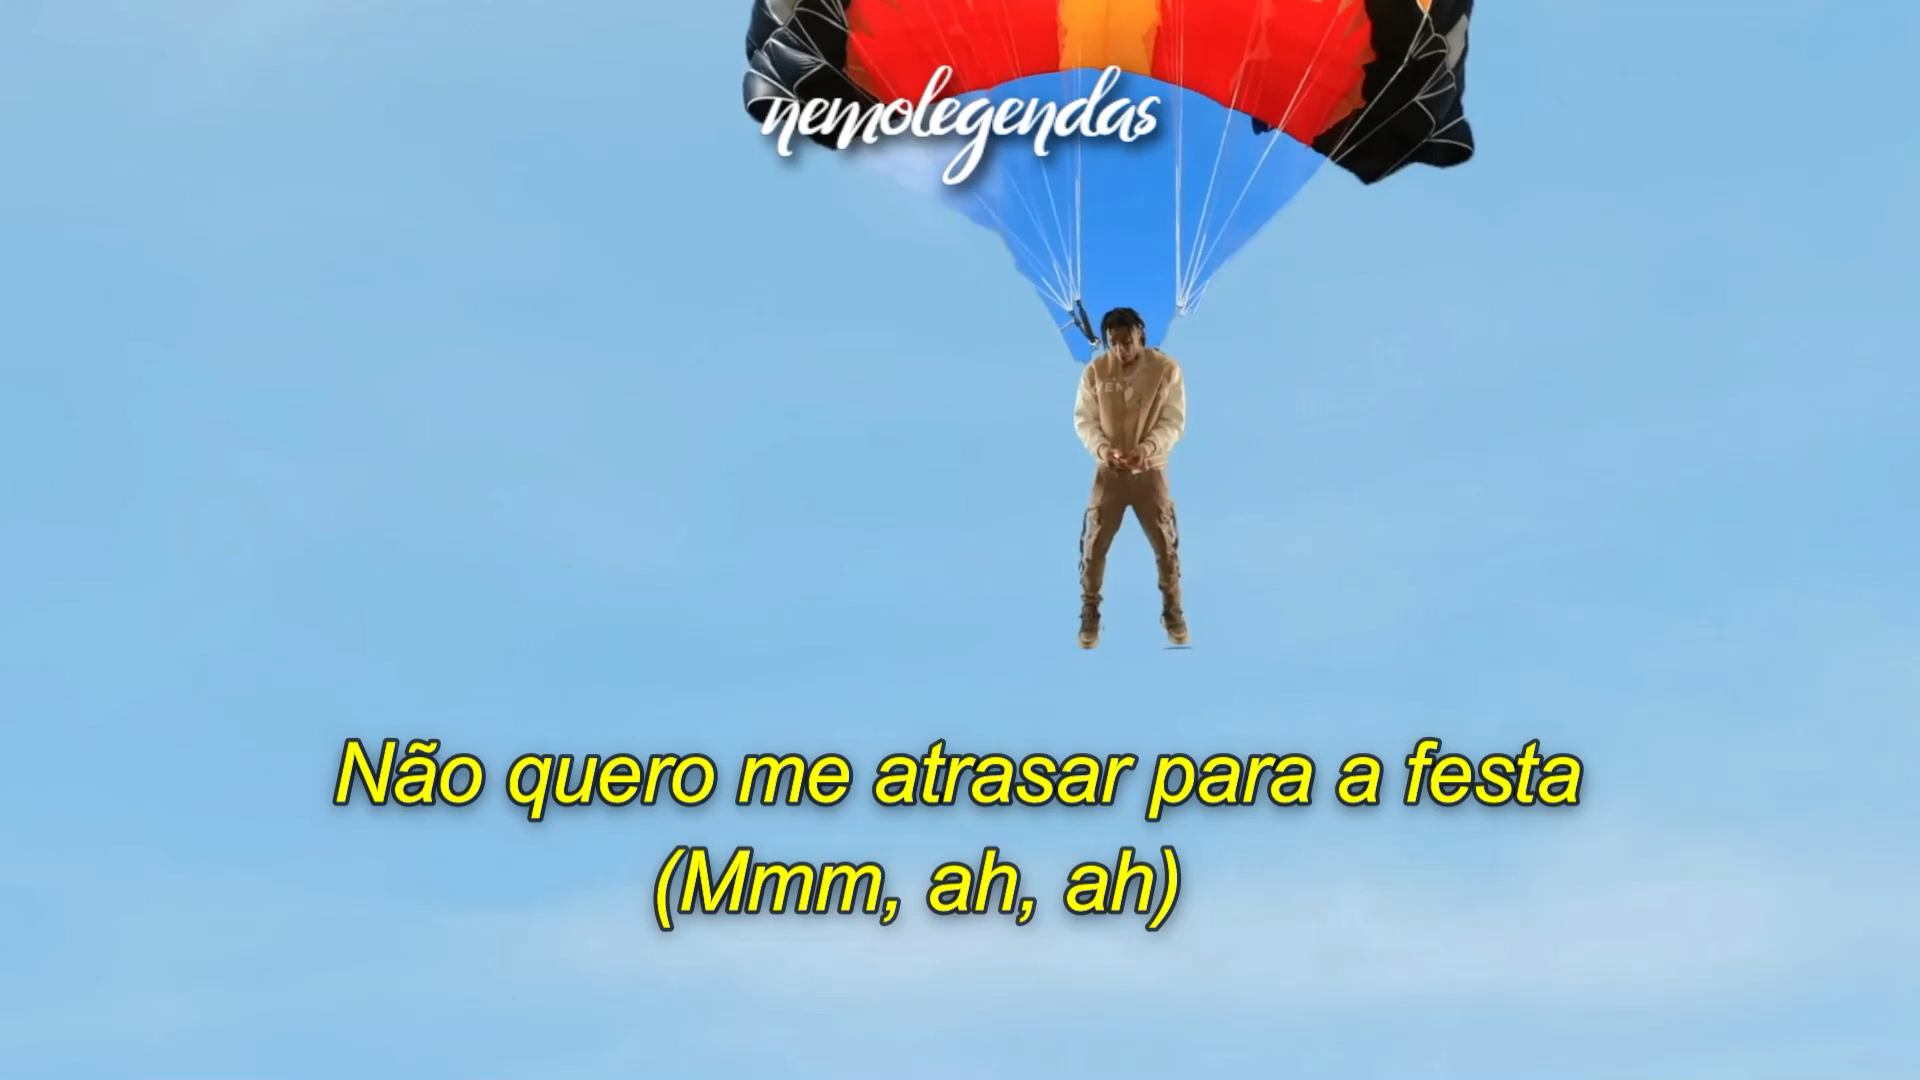 nemolegendas
Não quero me atrasar para a festa
(Mmm, ah, ah)